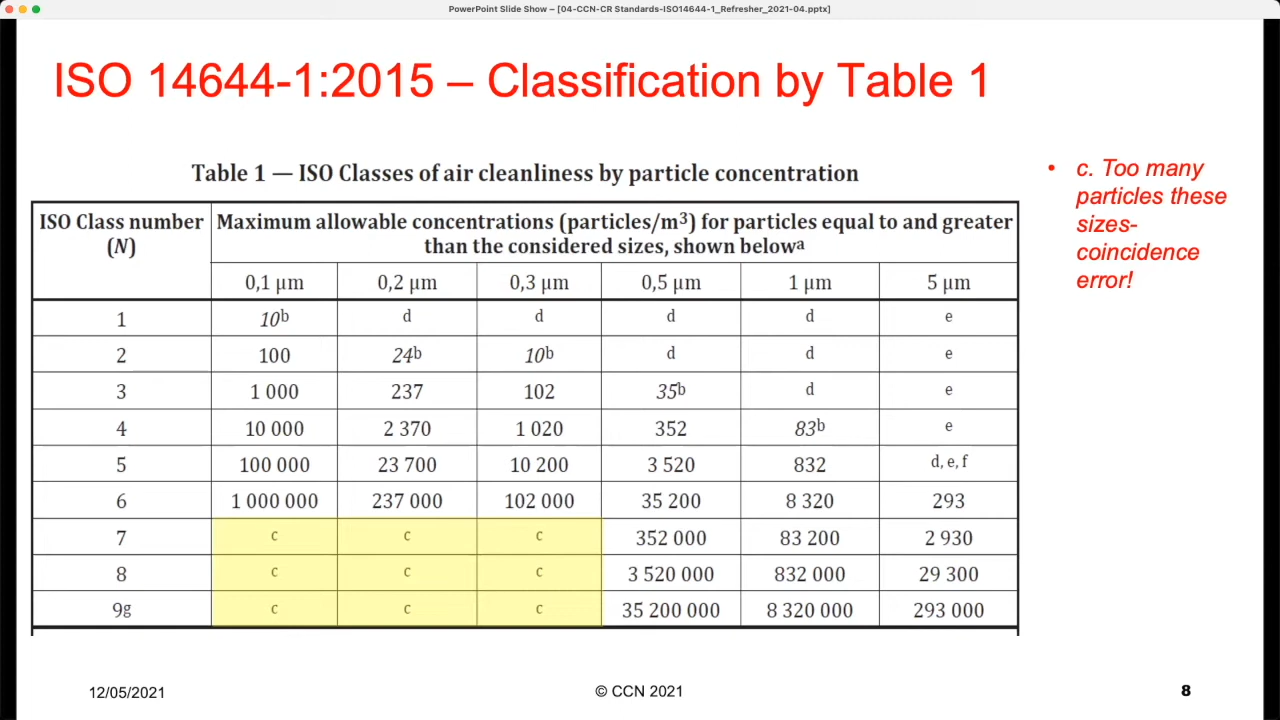 PowerPoint Slide Show – [04-CCN-CR Standards-ISO14644-1_Refresher_2021-04.pptx]
ISO 14644-1:2015 – Classification by Table 1
Table 1 — ISO Classes of air cleanliness by particle concentration
ISO Class number (N) Maximum allowable concentrations (particles/m³) for particles equal to and greater than the considered sizes, shown belowᵃ
0,1 µm 0,2 µm 0,3 µm 0,5 µm 1 µm 5 µm
1 10ᵇ d d d d e
2 100 24ᵇ 10ᵇ d d e
3 1 000 237 102 35ᵇ d e
4 10 000 2 370 1 020 352 83ᵇ e
5 100 000 23 700 10 200 3 520 832 d, e, f
6 1 000 000 237 000 102 000 35 200 8 320 293
7 c c c 352 000 83 200 2 930
8 c c c 3 520 000 832 000 29 300
9g c c c 35 200 000 8 320 000 293 000
• c. Too many
particles these
sizes-
coincidence
error!
12/05/2021
© CCN 2021
8